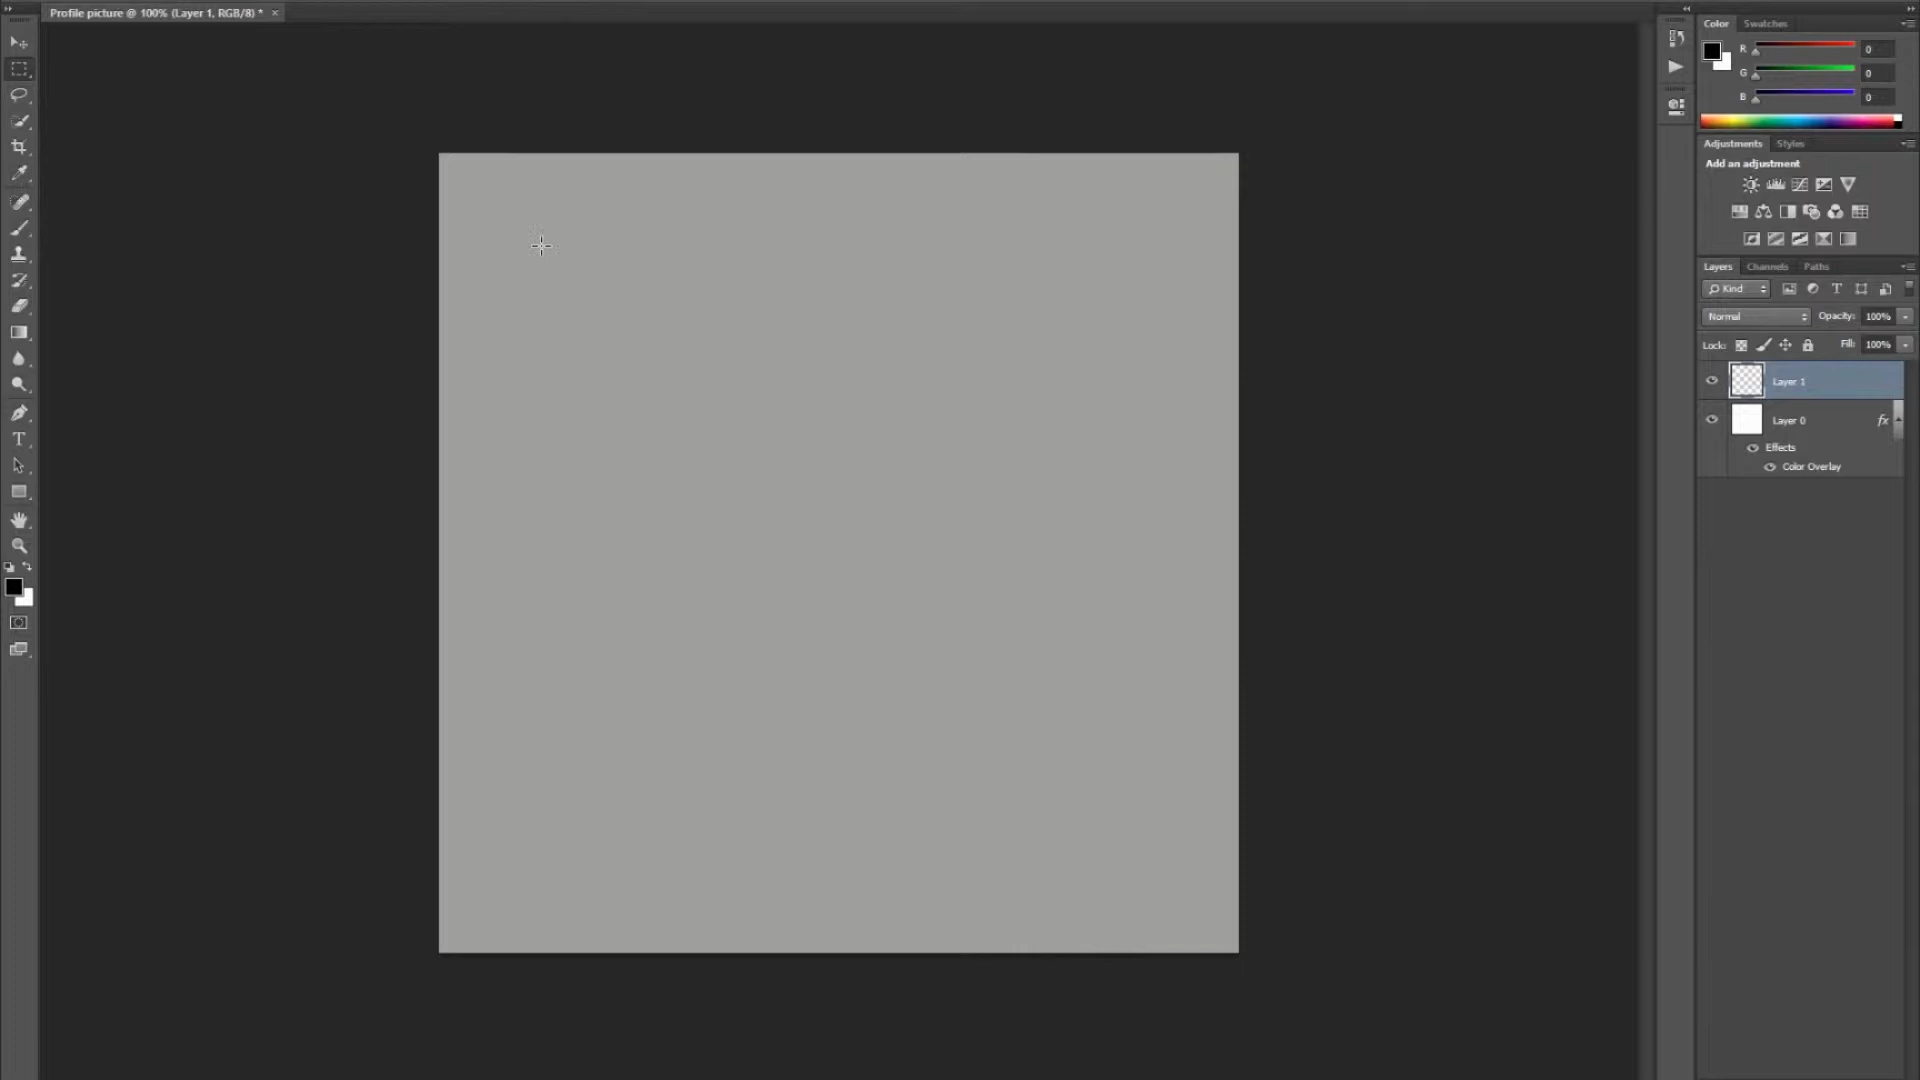 Profile picture @ 100% (Layer 1, RGB/8) * ×
Color Swatches
R 0
G 0
B 0
Adjustments Styles
Add an adjustment
Layers Channels Paths
Kind
Normal Opacity: 100%
Lock: Fill: 100%
Layer 1
Layer 0 fx
Effects
Color Overlay
T